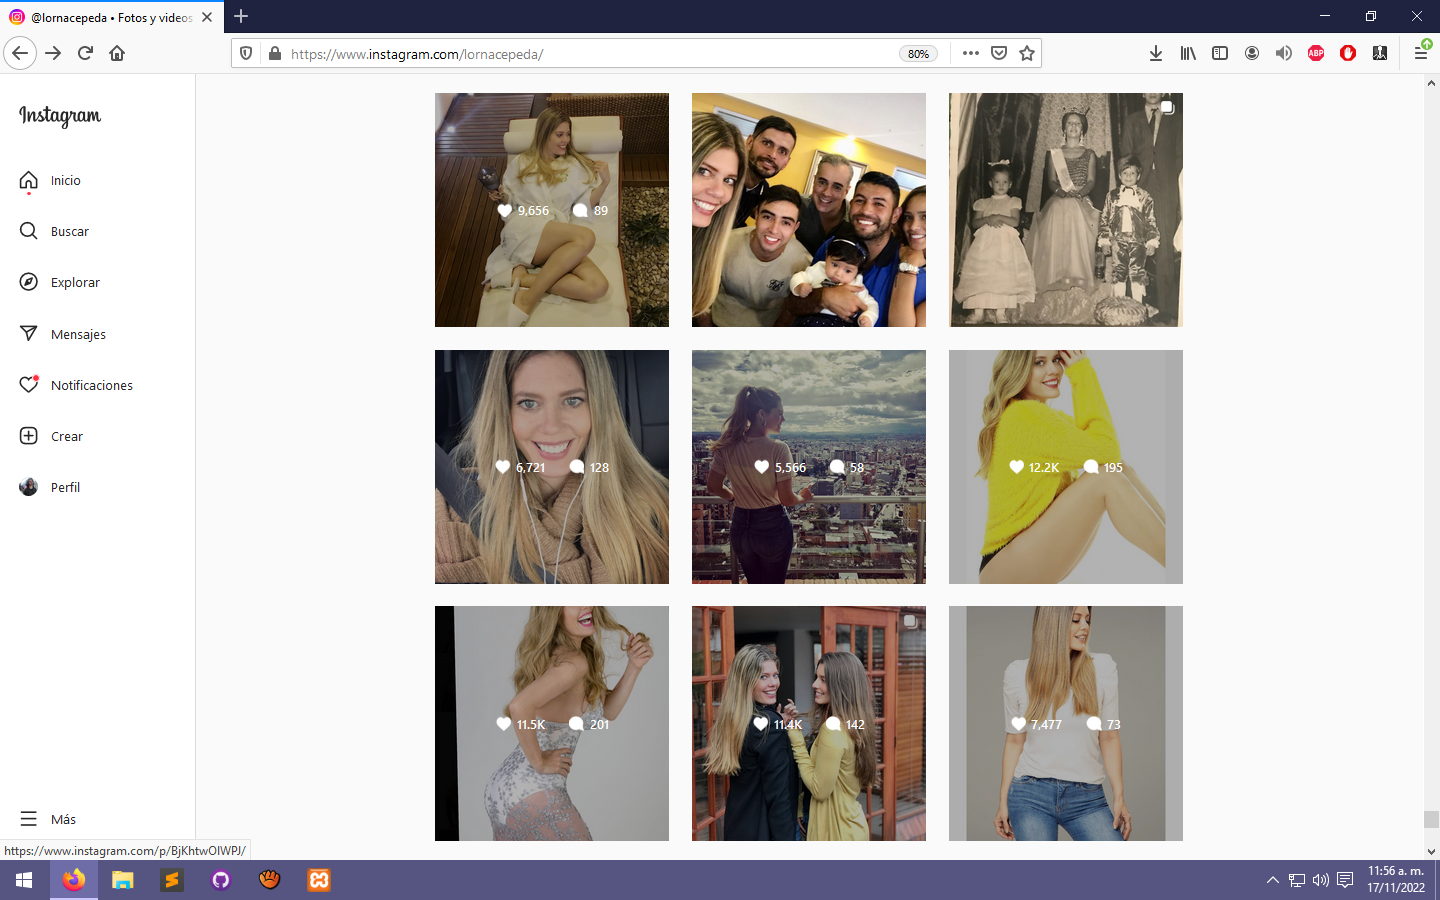 @lornacepeda • Fotos y videos
https://www.instagram.com/lornacepeda/
80%
ABP
Instagram
Inicio
Buscar
Explorar
Mensajes
Notificaciones
Crear
Perfil
Más
9,656 89
6,721 128
5,566 58
12.2K 195
11.5K 201
11.4K 142
7,477 73
https://www.instagram.com/p/BjKhtwOlWPJ/
11:56 a. m.
17/11/2022